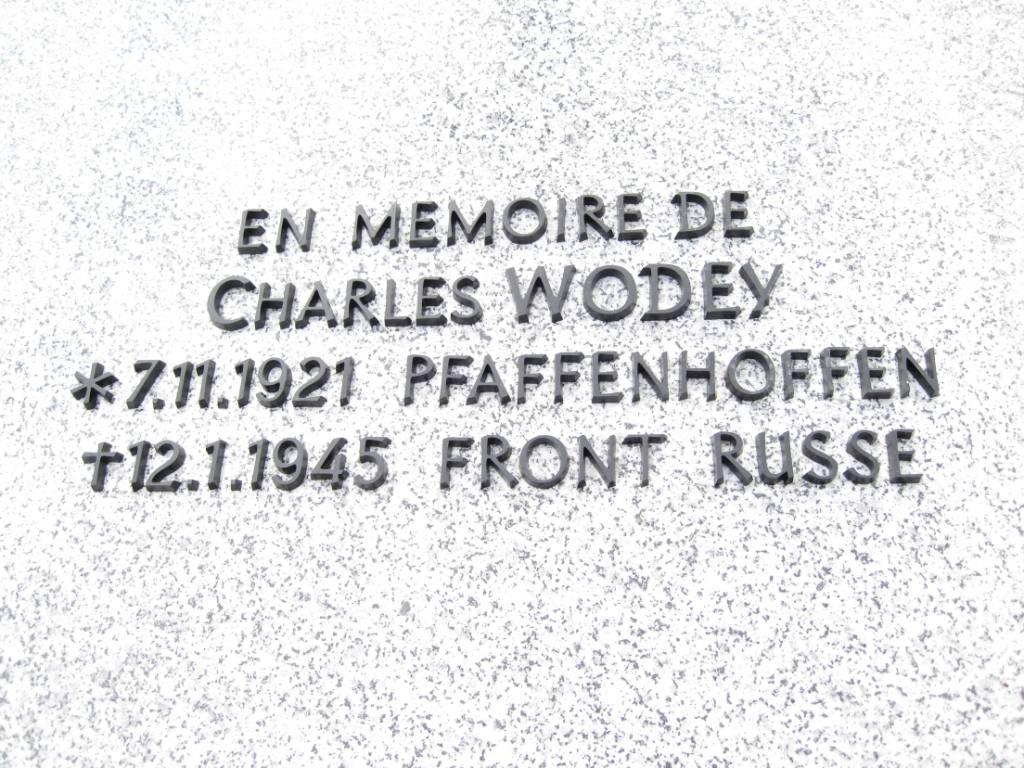 EN MEMOIRE DE
CHARLES WODEY
* 7.11.1921 PFAFFENHOFFEN
† 12.1.1945 FRONT RUSSE